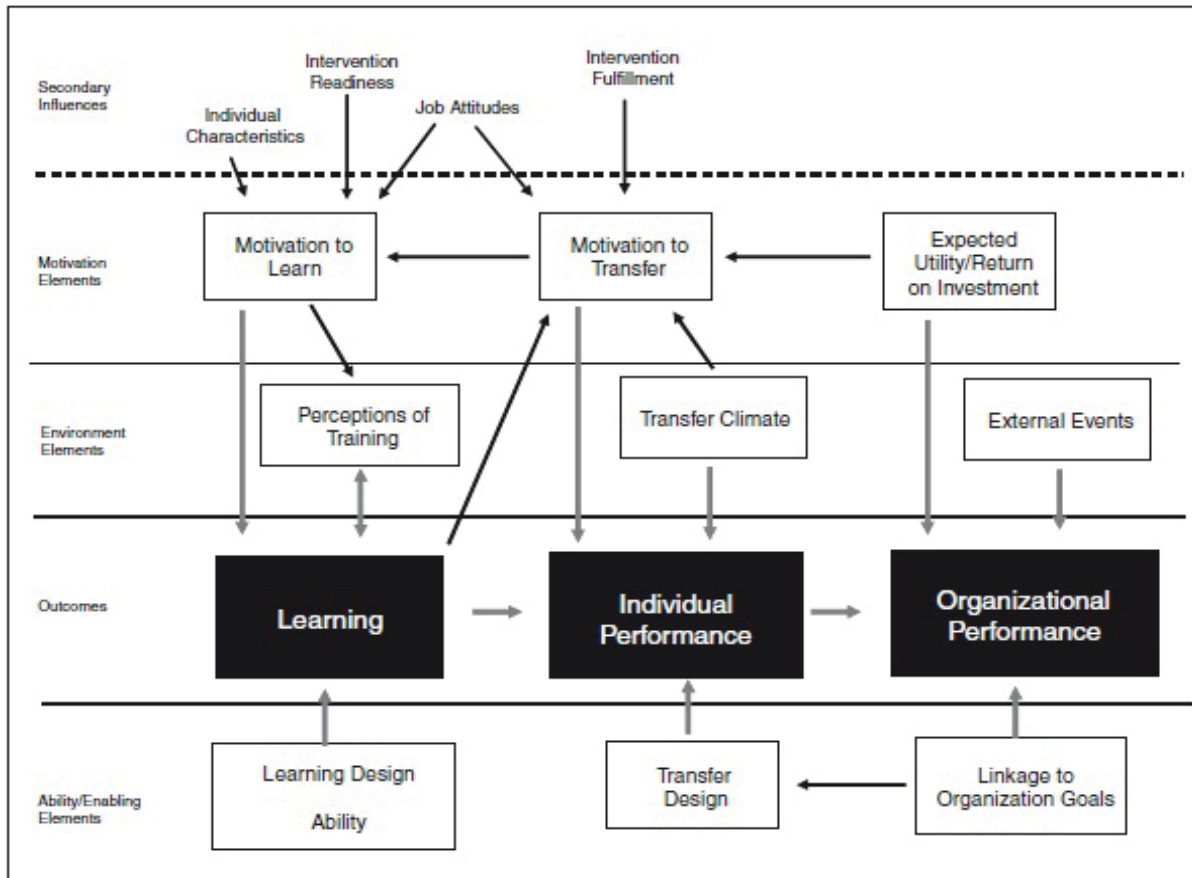 Secondary
Influences
Individual
Characteristics
Intervention
Readiness
Job Attitudes
Intervention
Fulfillment
Motivation
Elements
Motivation to
Learn
Motivation to
Transfer
Expected
Utility/Return
on Investment
Environment
Elements
Perceptions of
Training
Transfer Climate
External Events
Outcomes
Learning
Individual
Performance
Organizational
Performance
Ability/Enabling
Elements
Learning Design
Ability
Transfer
Design
Linkage to
Organization Goals